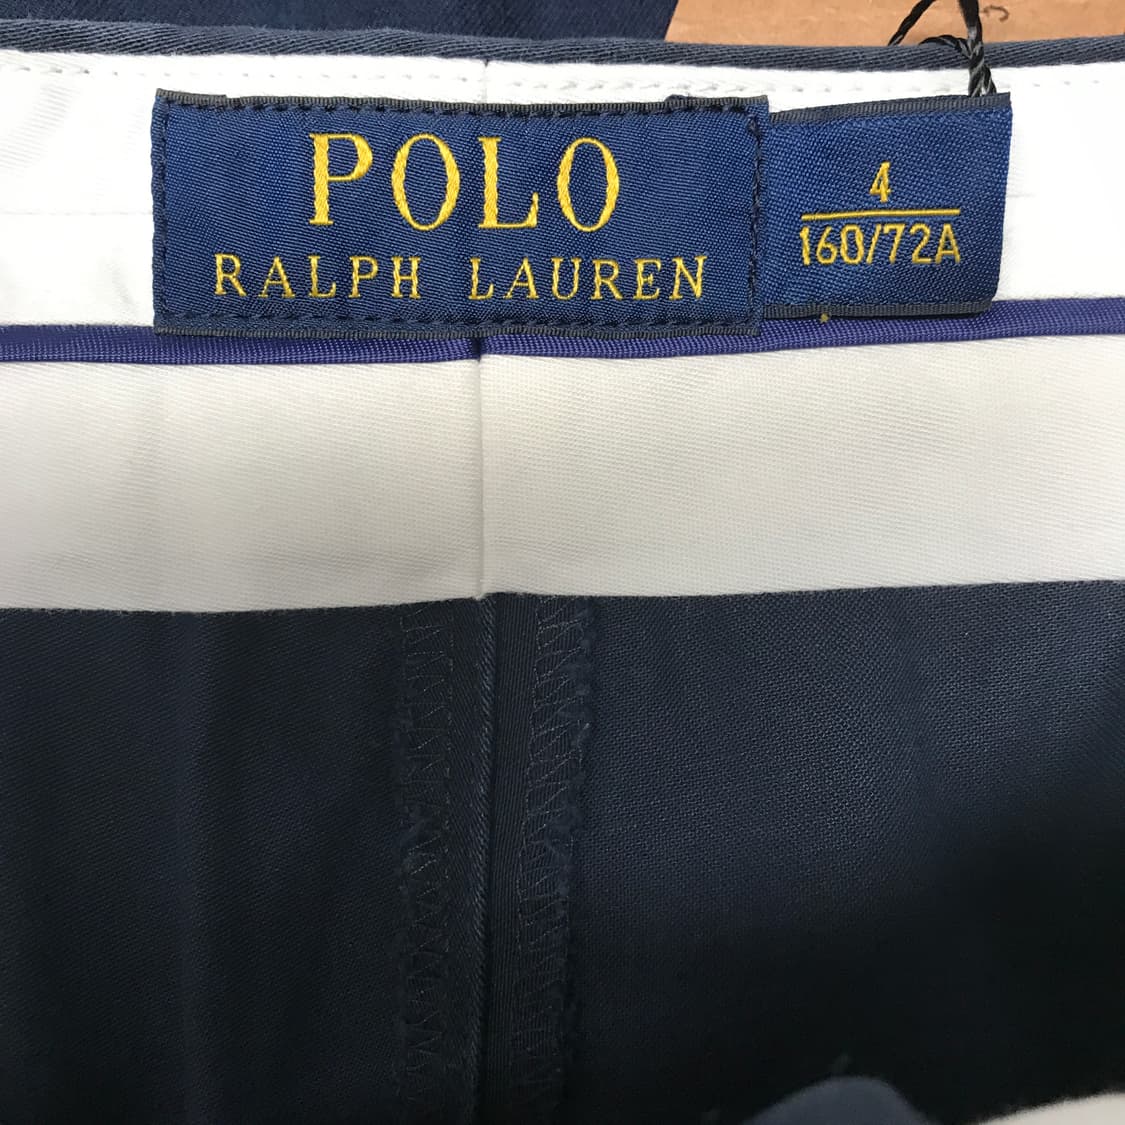 POLO
RALPH LAUREN
4
160/72A